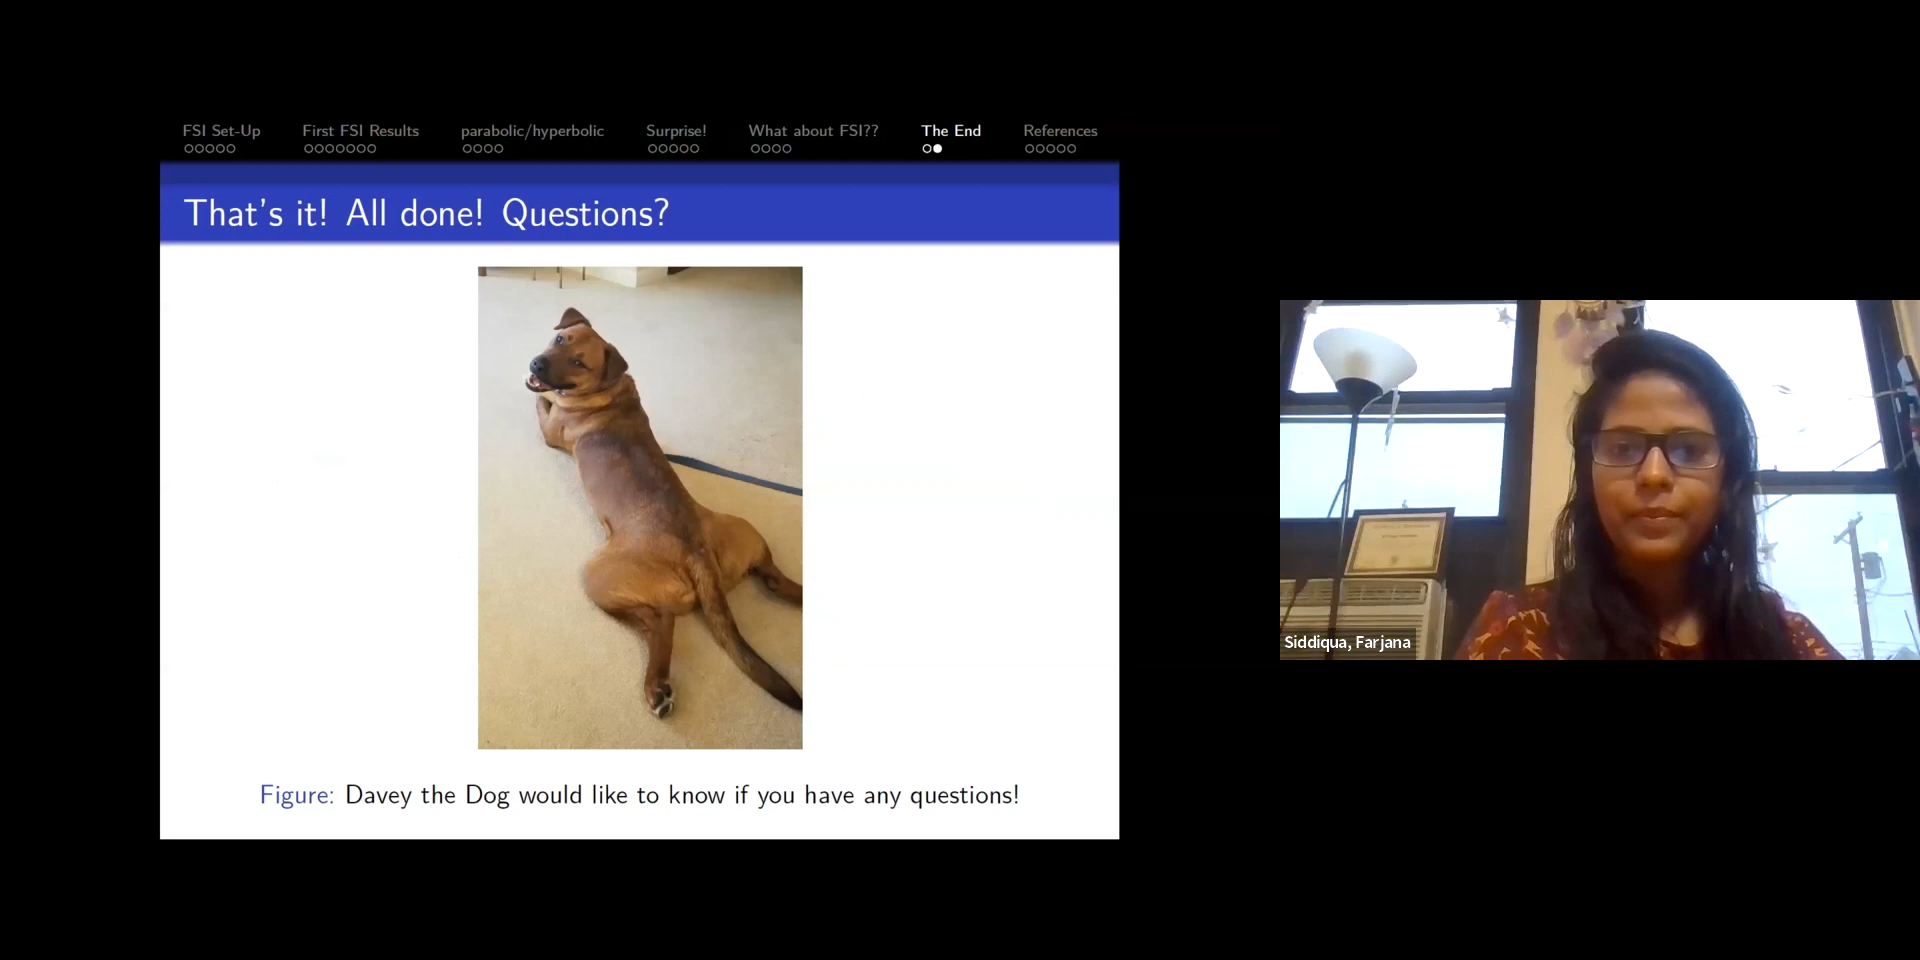 FSI Set-Up First FSI Results parabolic/hyperbolic Surprise! What about FSI?? The End References
That's it! All done! Questions?
Figure: Davey the Dog would like to know if you have any questions!
Siddiqua, Farjana